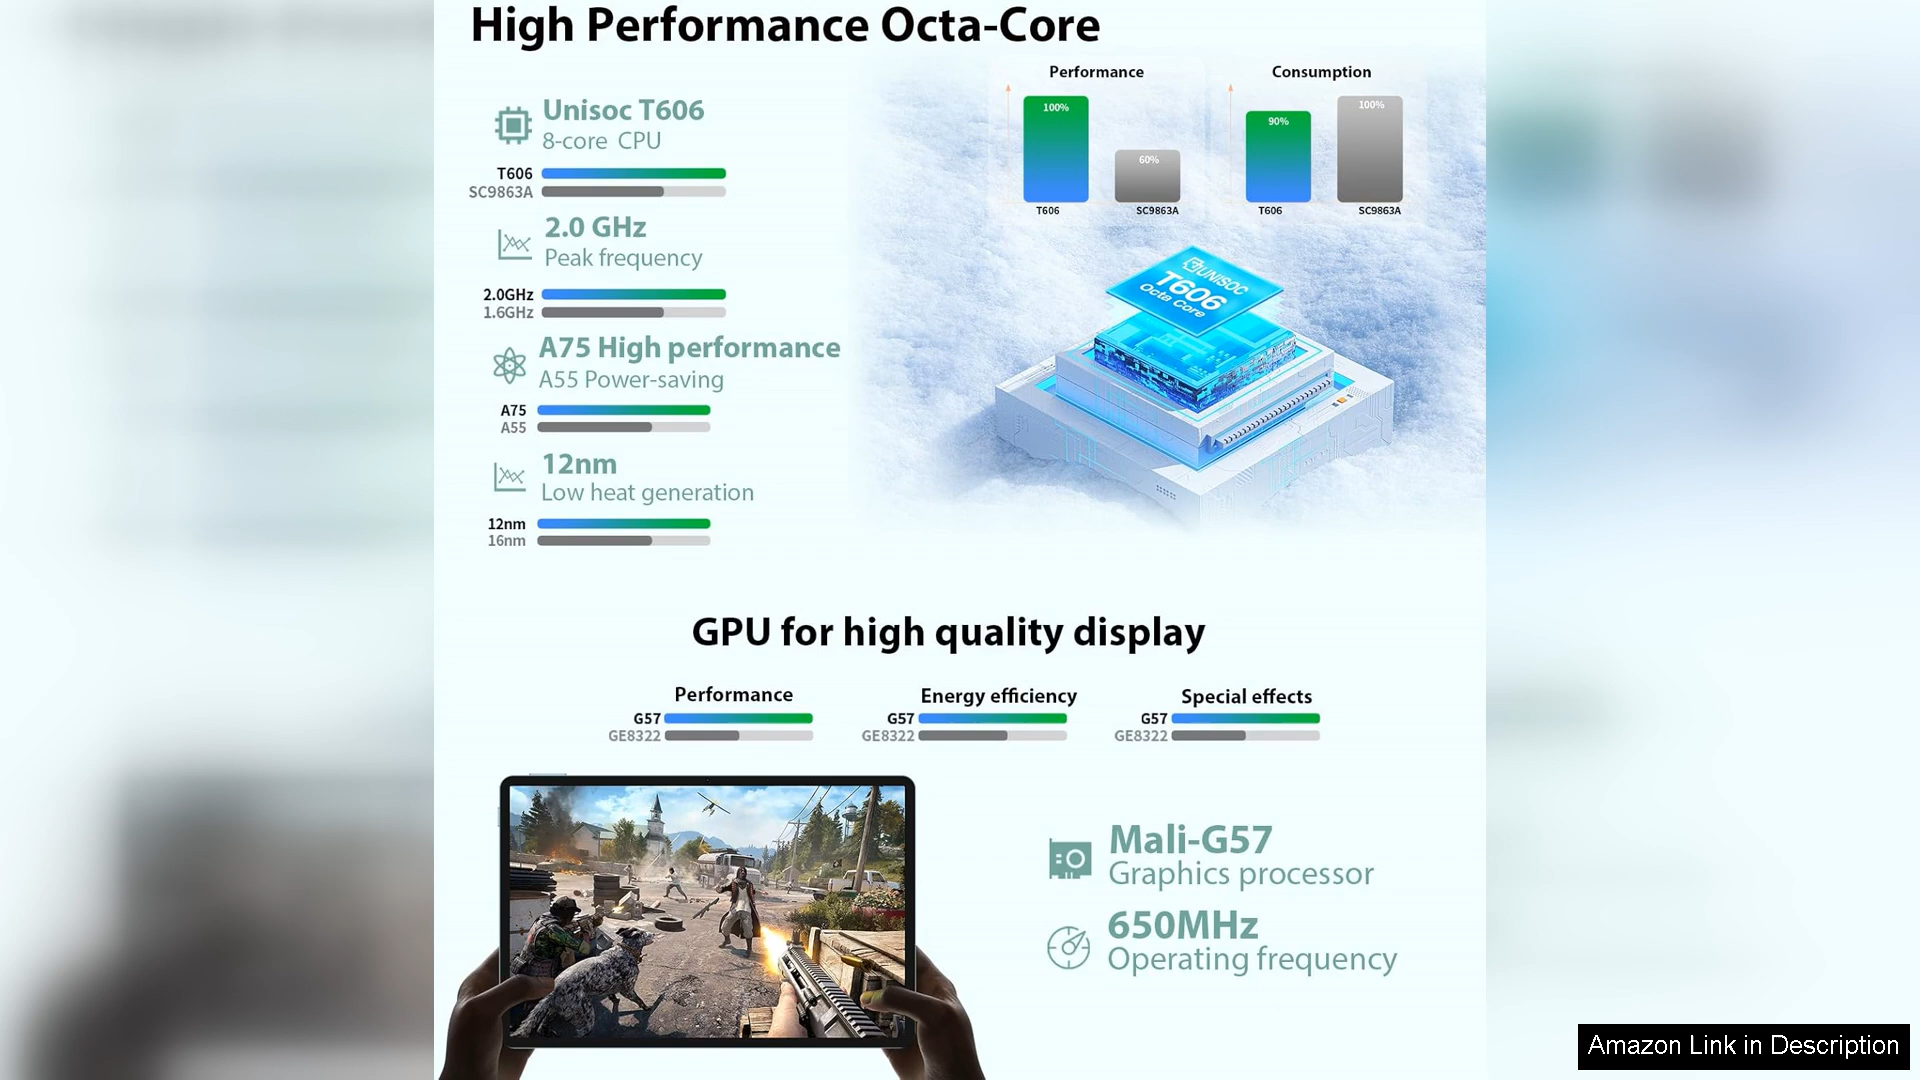 High Performance Octa-Core
Unisoc T606
8-core CPU
T606
SC9863A
2.0 GHz
Peak frequency
2.0GHz
1.6GHz
A75 High performance
A55 Power-saving
A75
A55
12nm
Low heat generation
12nm
16nm
Performance
100%
60%
T606
SC9863A
Consumption
90%
100%
T606
SC9863A
UNISOC
T606
Octa Core
GPU for high quality display
Performance
G57
GE8322
Energy efficiency
G57
GE8322
Special effects
G57
GE8322
Mali-G57
Graphics processor
650MHz
Operating frequency
Amazon Link in Description